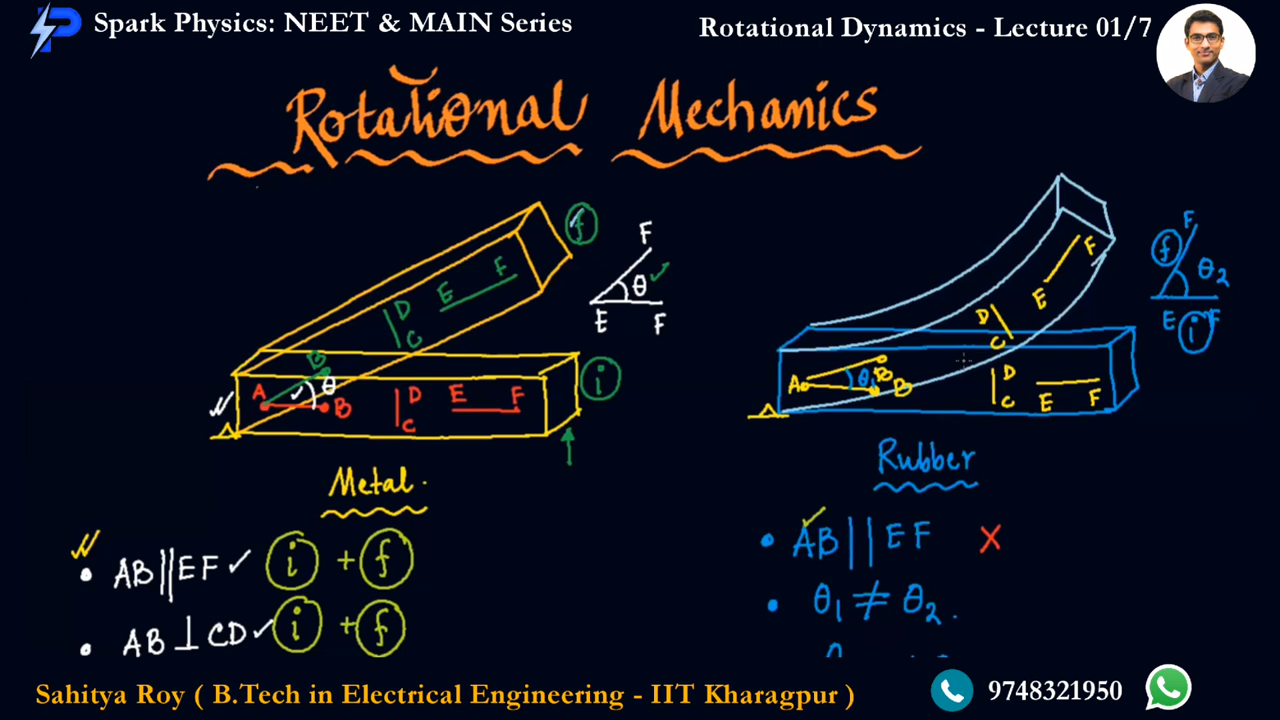 Spark Physics: NEET & MAIN Series
Rotational Dynamics - Lecture 01/7
Rotational Mechanics
f
F
θ
E F
D
C
E F
i
B
A θ B
D
C
E F
Metal.
AB||EF ✓ i + f
AB⊥CD ✓ i + f
F
f
θ2
E i F
F
E
D
C
A θ1 B B
D
C
E F
Rubber
AB || EF X
θ1 ≠ θ2.
Sahitya Roy ( B.Tech in Electrical Engineering - IIT Kharagpur )
9748321950